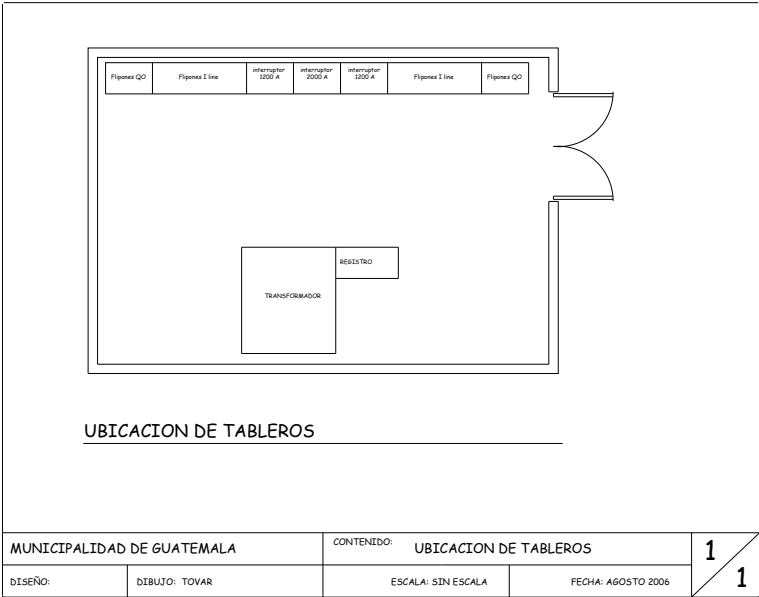 Flipones QO
Flipones I line
interruptor
1200 A
interruptor
2000 A
interruptor
1200 A
Flipones I line
Flipones QO
REGISTRO
TRANSFORMADOR
UBICACION DE TABLEROS
MUNICIPALIDAD DE GUATEMALA
CONTENIDO: UBICACION DE TABLEROS
1
1
DISEÑO:
DIBUJO: TOVAR
ESCALA: SIN ESCALA
FECHA: AGOSTO 2006